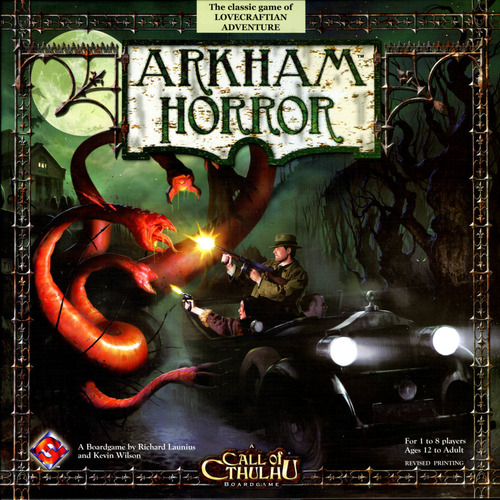 The classic game of
LOVECRAFTIAN
ADVENTURE
ARKHAM
HORROR
™
A Boardgame by Richard Launius
and Kevin Wilson
A
CALL of
CTHULHU
BOARDGAME
For 1 to 8 players
Ages 12 to Adult
REVISED PRINTING